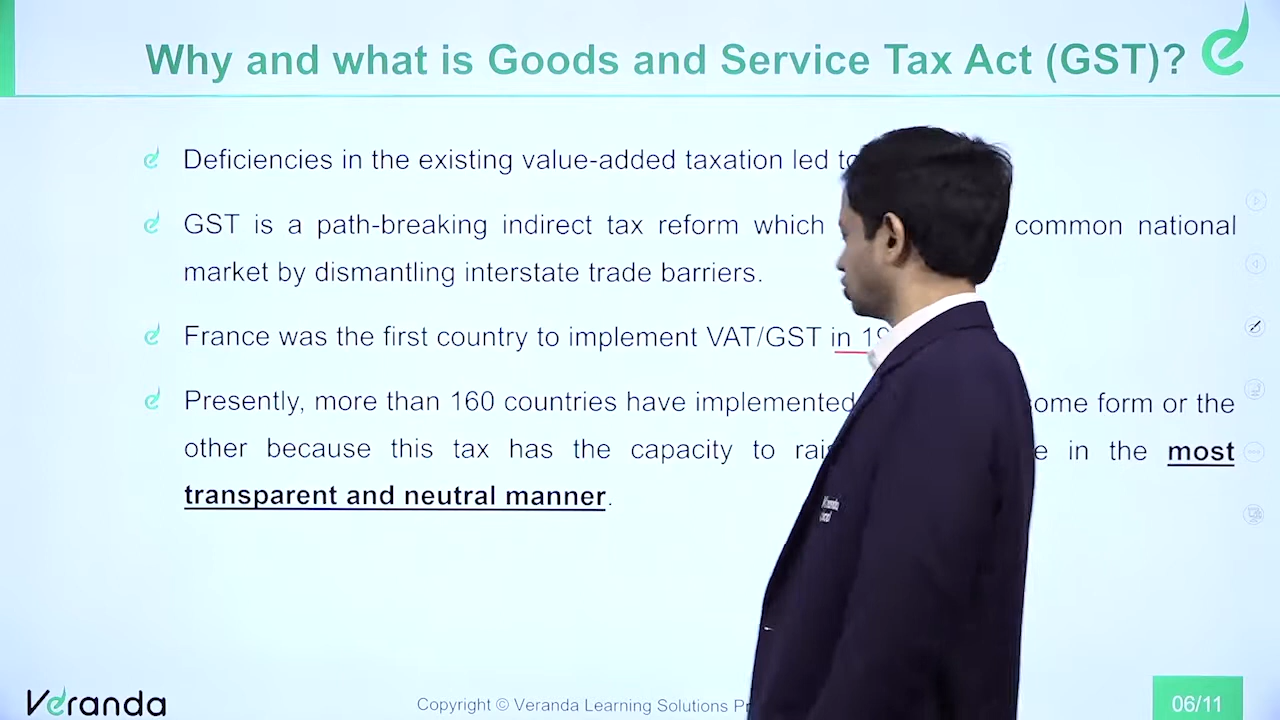 Why and what is Goods and Service Tax Act (GST)?
Deficiencies in the existing value-added taxation led to
GST is a path-breaking indirect tax reform which common national
market by dismantling interstate trade barriers.
France was the first country to implement VAT/GST in 19
Presently, more than 160 countries have implemented some form or the
other because this tax has the capacity to in the most
transparent and neutral manner.
Veranda
Copyright © Veranda Learning Solutions
06/11